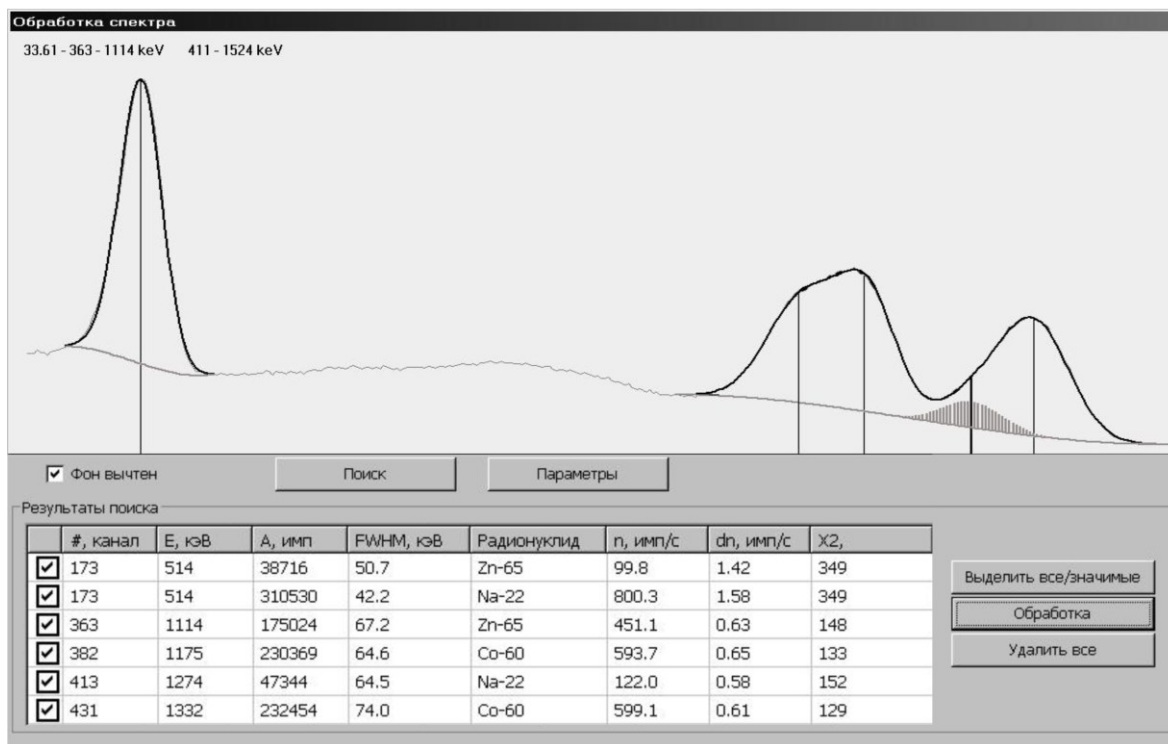 Обработка спектра
33.61 - 363 - 1114 keV 411 - 1524 keV
Фон вычтен Поиск Параметры
Результаты поиска
#, канал E, кэВ A, имп FWHM, кэВ Радионуклид n, имп/с dn, имп/с X2,
173 514 38716 50.7 Zn-65 99.8 1.42 349
173 514 310530 42.2 Na-22 800.3 1.58 349
363 1114 175024 67.2 Zn-65 451.1 0.63 148
382 1175 230369 64.6 Co-60 593.7 0.65 133
413 1274 47344 64.5 Na-22 122.0 0.58 152
431 1332 232454 74.0 Co-60 599.1 0.61 129
Выделить все/значимые
Обработка
Удалить все